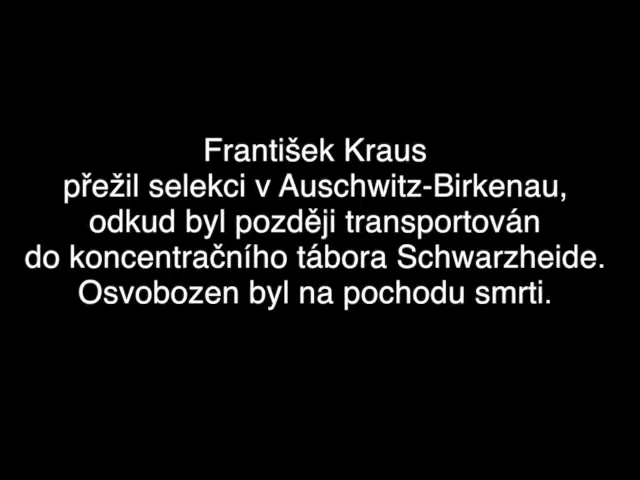 František Kraus
přežil selekci v Auschwitz-Birkenau,
odkud byl později transportován
do koncentračního tábora Schwarzheide.
Osvobozen byl na pochodu smrti.